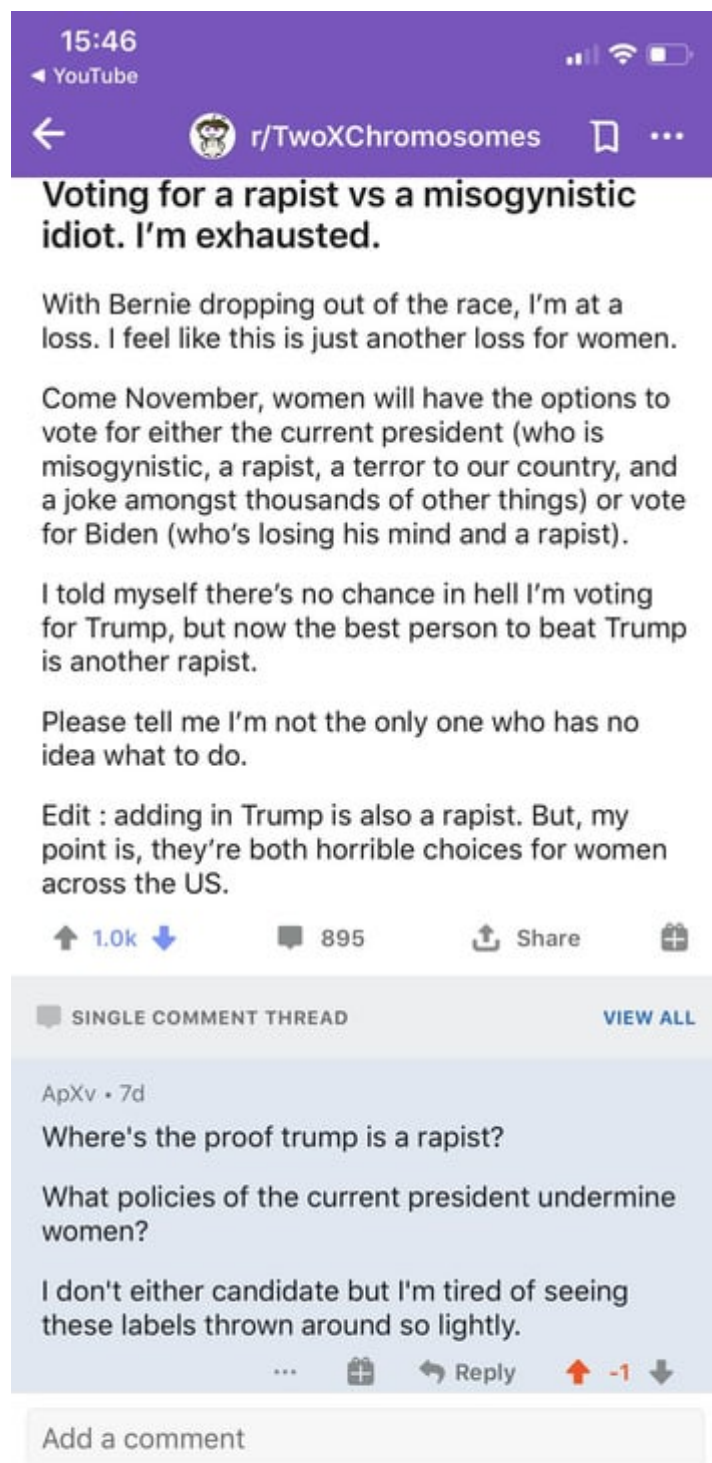 15:46
◄ YouTube
r/TwoXChromosomes
Voting for a rapist vs a misogynistic
idiot. I'm exhausted.
With Bernie dropping out of the race, I'm at a
loss. I feel like this is just another loss for women.
Come November, women will have the options to
vote for either the current president (who is
misogynistic, a rapist, a terror to our country, and
a joke amongst thousands of other things) or vote
for Biden (who's losing his mind and a rapist).
I told myself there's no chance in hell I'm voting
for Trump, but now the best person to beat Trump
is another rapist.
Please tell me I'm not the only one who has no
idea what to do.
Edit : adding in Trump is also a rapist. But, my
point is, they're both horrible choices for women
across the US.
1.0k 895 Share
SINGLE COMMENT THREAD VIEW ALL
ApXv • 7d
Where's the proof trump is a rapist?
What policies of the current president undermine
women?
I don't either candidate but I'm tired of seeing
these labels thrown around so lightly.
... Reply -1
Add a comment